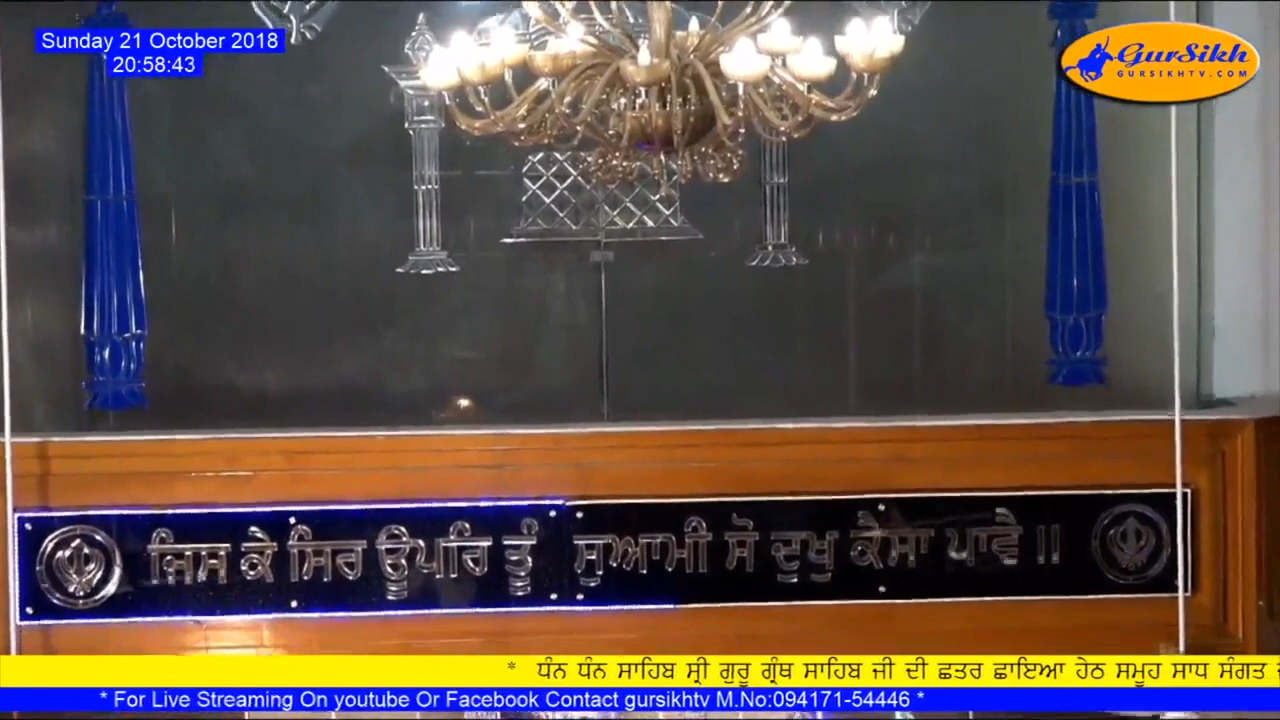 Sunday 21 October 2018
20:58:43
GurSikh
GURSIKHTV.COM
ਜਿਸ ਕੇ ਸਿਰ ਊਪਰਿ ਤੂੰ ਸੁਆਮੀ ਸੋ ਦੁਖੁ ਕੈਸਾ ਪਾਵੈ ॥
* ਧੰਨ ਧੰਨ ਸਾਹਿਬ ਸ੍ਰੀ ਗੁਰੂ ਗ੍ਰੰਥ ਸਾਹਿਬ ਜੀ ਦੀ ਛਤਰ ਛਾਇਆ ਹੇਠ ਸਮੂਹ ਸਾਧ ਸੰਗਤ
* For Live Streaming On youtube Or Facebook Contact gursikhtv M.No:094171-54446 *